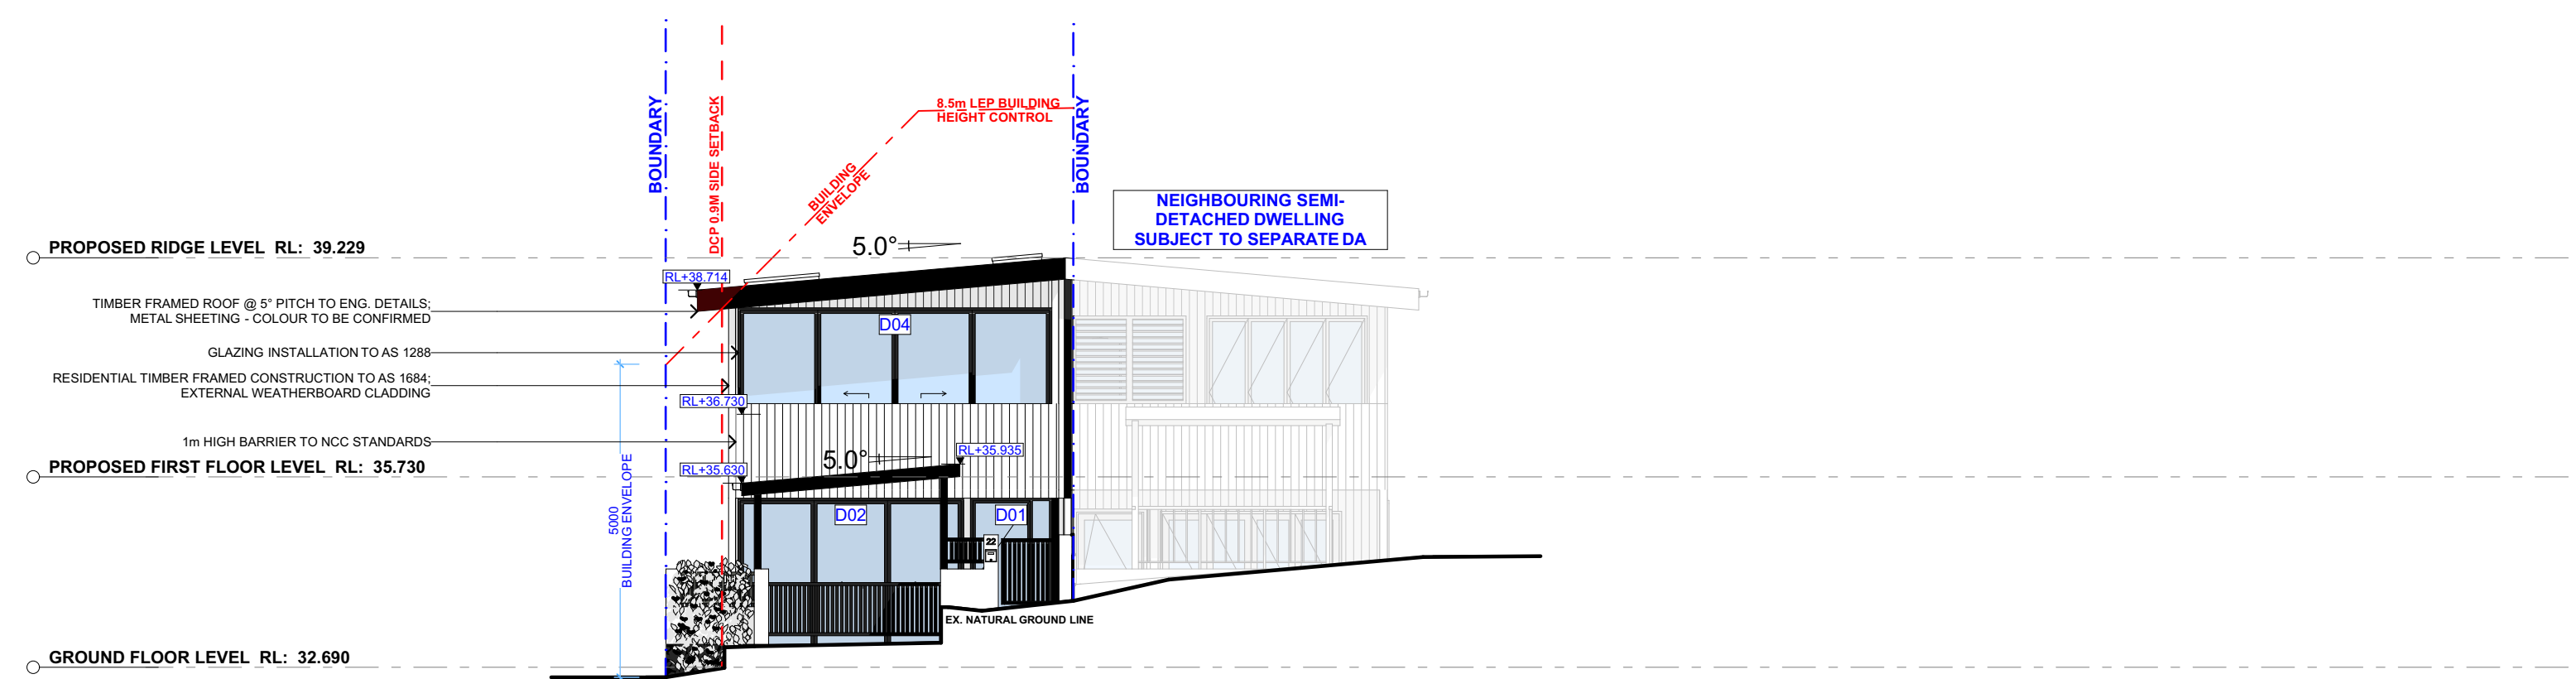 BOUNDARY
DCP 0.9M SIDE SETBACK
8.5m LEP BUILDING
HEIGHT CONTROL
BOUNDARY
BUILDING
ENVELOPE
NEIGHBOURING SEMI-
DETACHED DWELLING
SUBJECT TO SEPARATE DA
PROPOSED RIDGE LEVEL RL: 39.229
5.0°
RL+38.714
TIMBER FRAMED ROOF @ 5° PITCH TO ENG. DETAILS;
METAL SHEETING - COLOUR TO BE CONFIRMED
D04
GLAZING INSTALLATION TO AS 1288
RESIDENTIAL TIMBER FRAMED CONSTRUCTION TO AS 1684;
EXTERNAL WEATHERBOARD CLADDING
RL+36.730
1m HIGH BARRIER TO NCC STANDARDS
RL+35.935
5.0°
PROPOSED FIRST FLOOR LEVEL RL: 35.730
RL+35.630
D02
D01
5000
BUILDING ENVELOPE
22
EX. NATURAL GROUND LINE
GROUND FLOOR LEVEL RL: 32.690